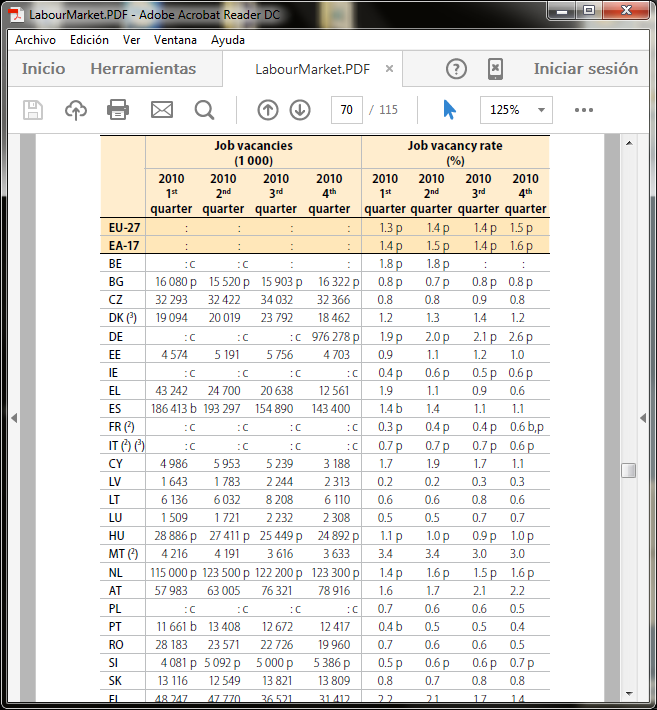 LabourMarket.PDF - Adobe Acrobat Reader DC
Archivo Edición Ver Ventana Ayuda
Inicio Herramientas LabourMarket.PDF × ? Iniciar sesión
70 / 115 125%
Job vacancies Job vacancy rate
(1 000) (%)
2010 2010 2010 2010 2010 2010 2010 2010
1st 2nd 3rd 4th 1st 2nd 3rd 4th
quarter quarter quarter quarter quarter quarter quarter quarter
EU-27 : : : : 1.3 p 1.4 p 1.4 p 1.5 p
EA-17 : : : : 1.4 p 1.5 p 1.4 p 1.6 p
BE : c : c : : 1.8 p 1.8 p : :
BG 16 080 p 15 520 p 15 903 p 16 322 p 0.8 p 0.7 p 0.8 p 0.8 p
CZ 32 293 32 422 34 032 32 366 0.8 0.8 0.9 0.8
DK (³) 19 094 20 019 23 792 18 462 1.2 1.3 1.4 1.2
DE : c : c : c 976 278 p 1.9 p 2.0 p 2.1 p 2.6 p
EE 4 574 5 191 5 756 4 703 0.9 1.1 1.2 1.0
IE : c : c : c : c 0.4 p 0.6 p 0.5 p 0.6 p
EL 43 242 24 700 20 638 12 561 1.9 1.1 0.9 0.6
ES 186 413 b 193 297 154 890 143 400 1.4 b 1.4 1.1 1.1
FR (²) : c : c : c : c 0.3 p 0.4 p 0.4 p 0.6 b,p
IT (²) (³) : c : c : c : c 0.7 p 0.7 p 0.7 p 0.6 p
CY 4 986 5 953 5 239 3 188 1.7 1.9 1.7 1.1
LV 1 643 1 783 2 244 2 313 0.2 0.2 0.3 0.3
LT 6 136 6 032 8 208 6 110 0.6 0.6 0.8 0.6
LU 1 509 1 721 2 232 2 308 0.5 0.5 0.7 0.7
HU 28 886 p 27 411 p 25 449 p 24 892 p 1.1 p 1.0 p 0.9 p 1.0 p
MT (²) 4 216 4 191 3 616 3 633 3.4 3.4 3.0 3.0
NL 115 000 p 123 500 p 122 200 p 123 300 p 1.4 p 1.6 p 1.5 p 1.6 p
AT 57 983 63 005 76 321 78 916 1.6 1.7 2.1 2.2
PL : c : c : c : c 0.7 0.6 0.6 0.5
PT 11 661 b 13 408 12 672 12 417 0.4 b 0.5 0.5 0.4
RO 28 183 23 571 22 726 19 960 0.7 0.6 0.6 0.5
SI 4 081 p 5 092 p 5 000 p 5 386 p 0.5 p 0.6 p 0.6 p 0.7 p
SK 13 116 12 549 13 821 13 809 0.8 0.7 0.8 0.8
FI 48 247 47 770 36 521 31 412 2.2 2.1 1.7 1.4